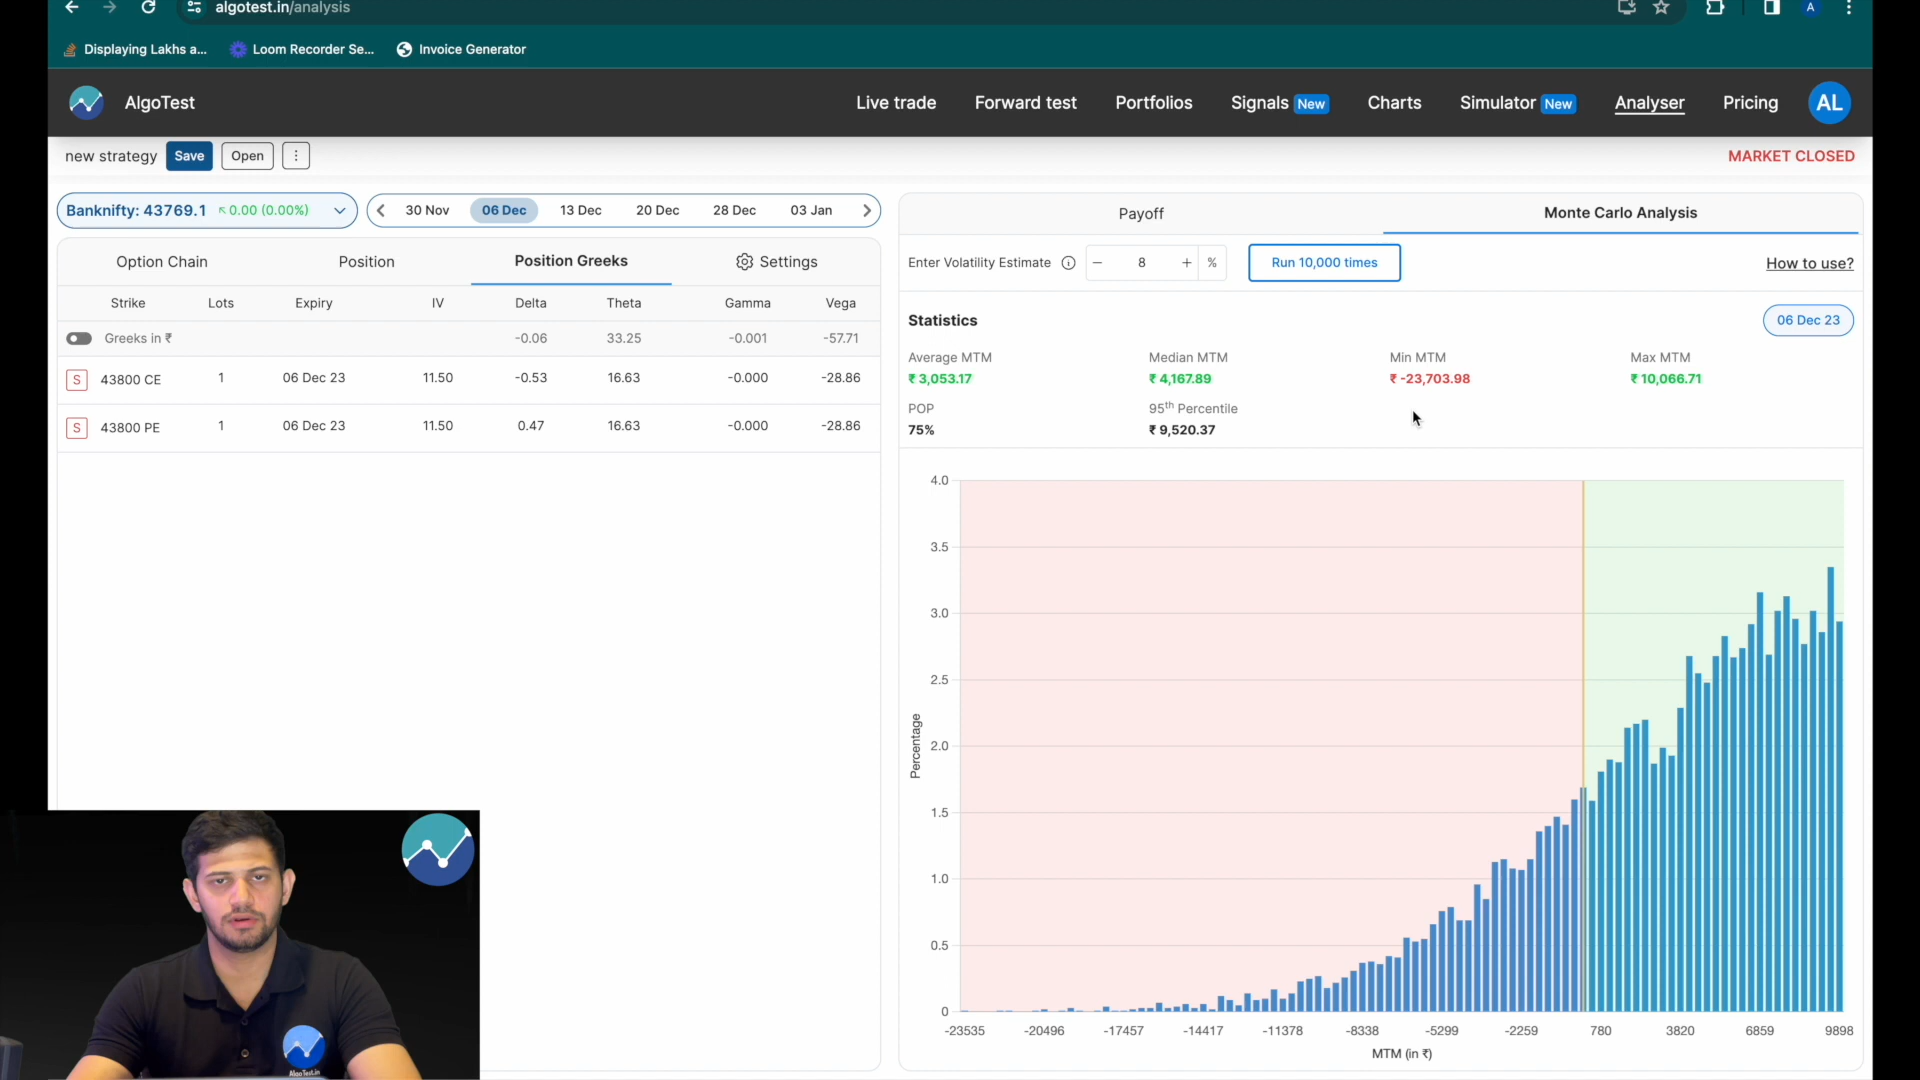 algotest.in/analysis
A
Displaying Lakhs a...
Loom Recorder Se...
Invoice Generator
AlgoTest
Live trade
Forward test
Portfolios
Signals New
Charts
Simulator New
Analyser
Pricing
AL
new strategy
Save
Open
MARKET CLOSED
Banknifty: 43769.1 0.00 (0.00%)
30 Nov
06 Dec
13 Dec
20 Dec
28 Dec
03 Jan
Payoff
Monte Carlo Analysis
Option Chain
Position
Position Greeks
Settings
Enter Volatility Estimate
− 8 + %
Run 10,000 times
How to use?
Strike Lots Expiry IV Delta Theta Gamma Vega
Greeks in ₹ -0.06 33.25 -0.001 -57.71
S 43800 CE 1 06 Dec 23 11.50 -0.53 16.63 -0.000 -28.86
S 43800 PE 1 06 Dec 23 11.50 0.47 16.63 -0.000 -28.86
Statistics
06 Dec 23
Average MTM
₹ 3,053.17
Median MTM
₹ 4,167.89
Min MTM
₹ -23,703.98
Max MTM
₹ 10,066.71
POP
75%
95th Percentile
₹ 9,520.37
Percentage
4.0
3.5
3.0
2.5
2.0
1.5
1.0
0.5
0
-23535 -20496 -17457 -14417 -11378 -8338 -5299 -2259 780 3820 6859 9898
MTM (in ₹)
AlgoTest.in